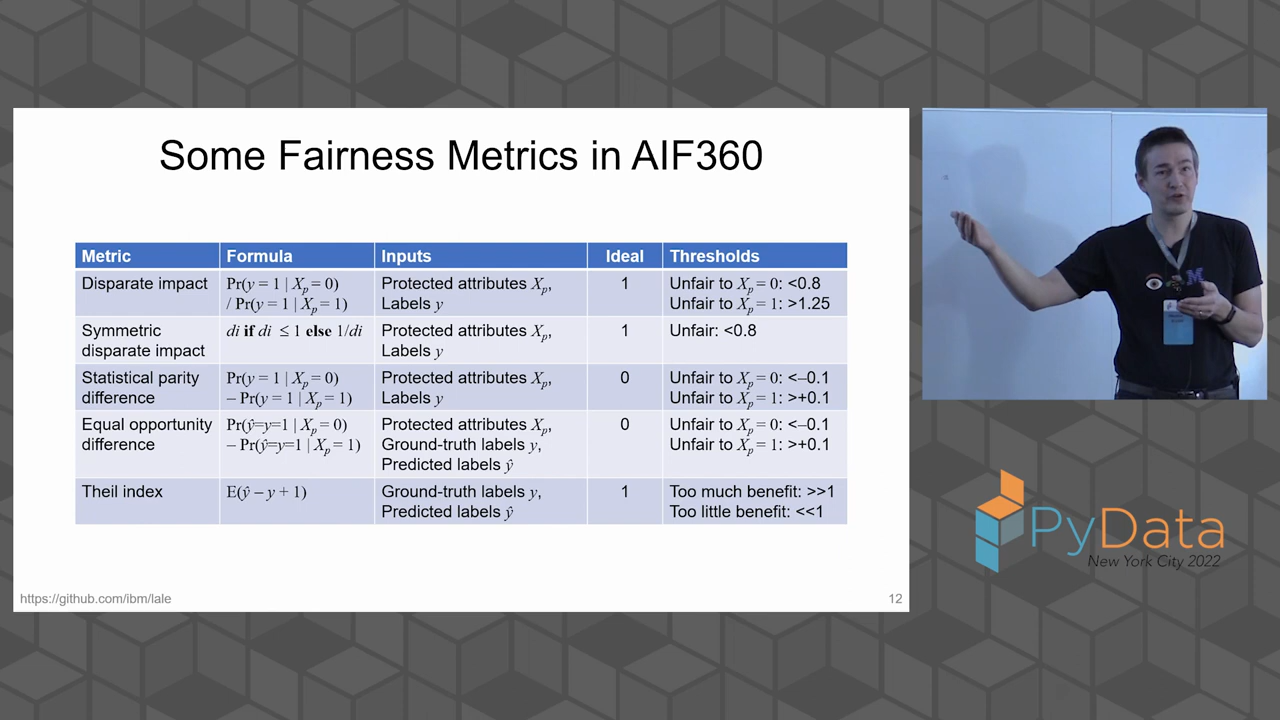 Some Fairness Metrics in AIF360
Metric Formula Inputs Ideal Thresholds
Disparate impact Pr(y = 1 | Xp = 0) / Pr(y = 1 | Xp = 1) Protected attributes Xp, Labels y 1 Unfair to Xp = 0: <0.8 Unfair to Xp = 1: >1.25
Symmetric disparate impact di if di ≤ 1 else 1/di Protected attributes Xp, Labels y 1 Unfair: <0.8
Statistical parity difference Pr(y = 1 | Xp = 0) – Pr(y = 1 | Xp = 1) Protected attributes Xp, Labels y 0 Unfair to Xp = 0: <–0.1 Unfair to Xp = 1: >+0.1
Equal opportunity difference Pr(ŷ=y=1 | Xp = 0) – Pr(ŷ=y=1 | Xp = 1) Protected attributes Xp, Ground-truth labels y, Predicted labels ŷ 0 Unfair to Xp = 0: <–0.1 Unfair to Xp = 1: >+0.1
Theil index E(ŷ – y + 1) Ground-truth labels y, Predicted labels ŷ 1 Too much benefit: >>1 Too little benefit: <<1
https://github.com/ibm/lale 12
M
PyData
New York City 2022